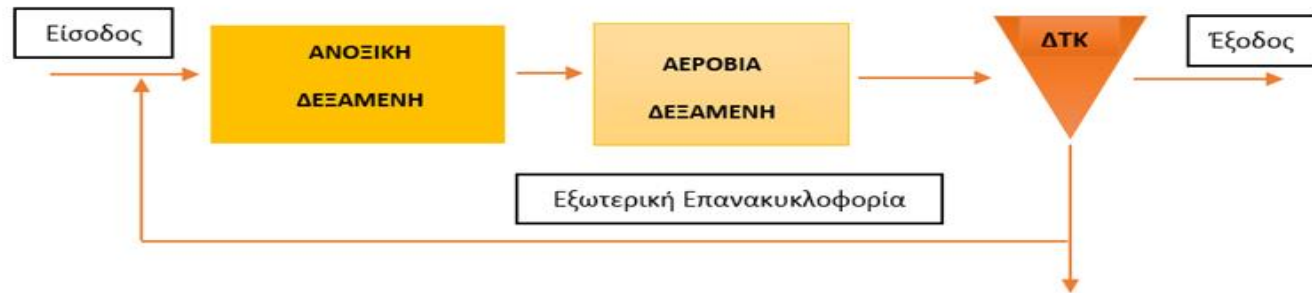 Είσοδος
ΑΝΟΞΙΚΗ
ΔΕΞΑΜΕΝΗ
ΑΕΡΟΒΙΑ
ΔΕΞΑΜΕΝΗ
ΔΤΚ
Έξοδος
Εξωτερική Επανακυκλοφορία